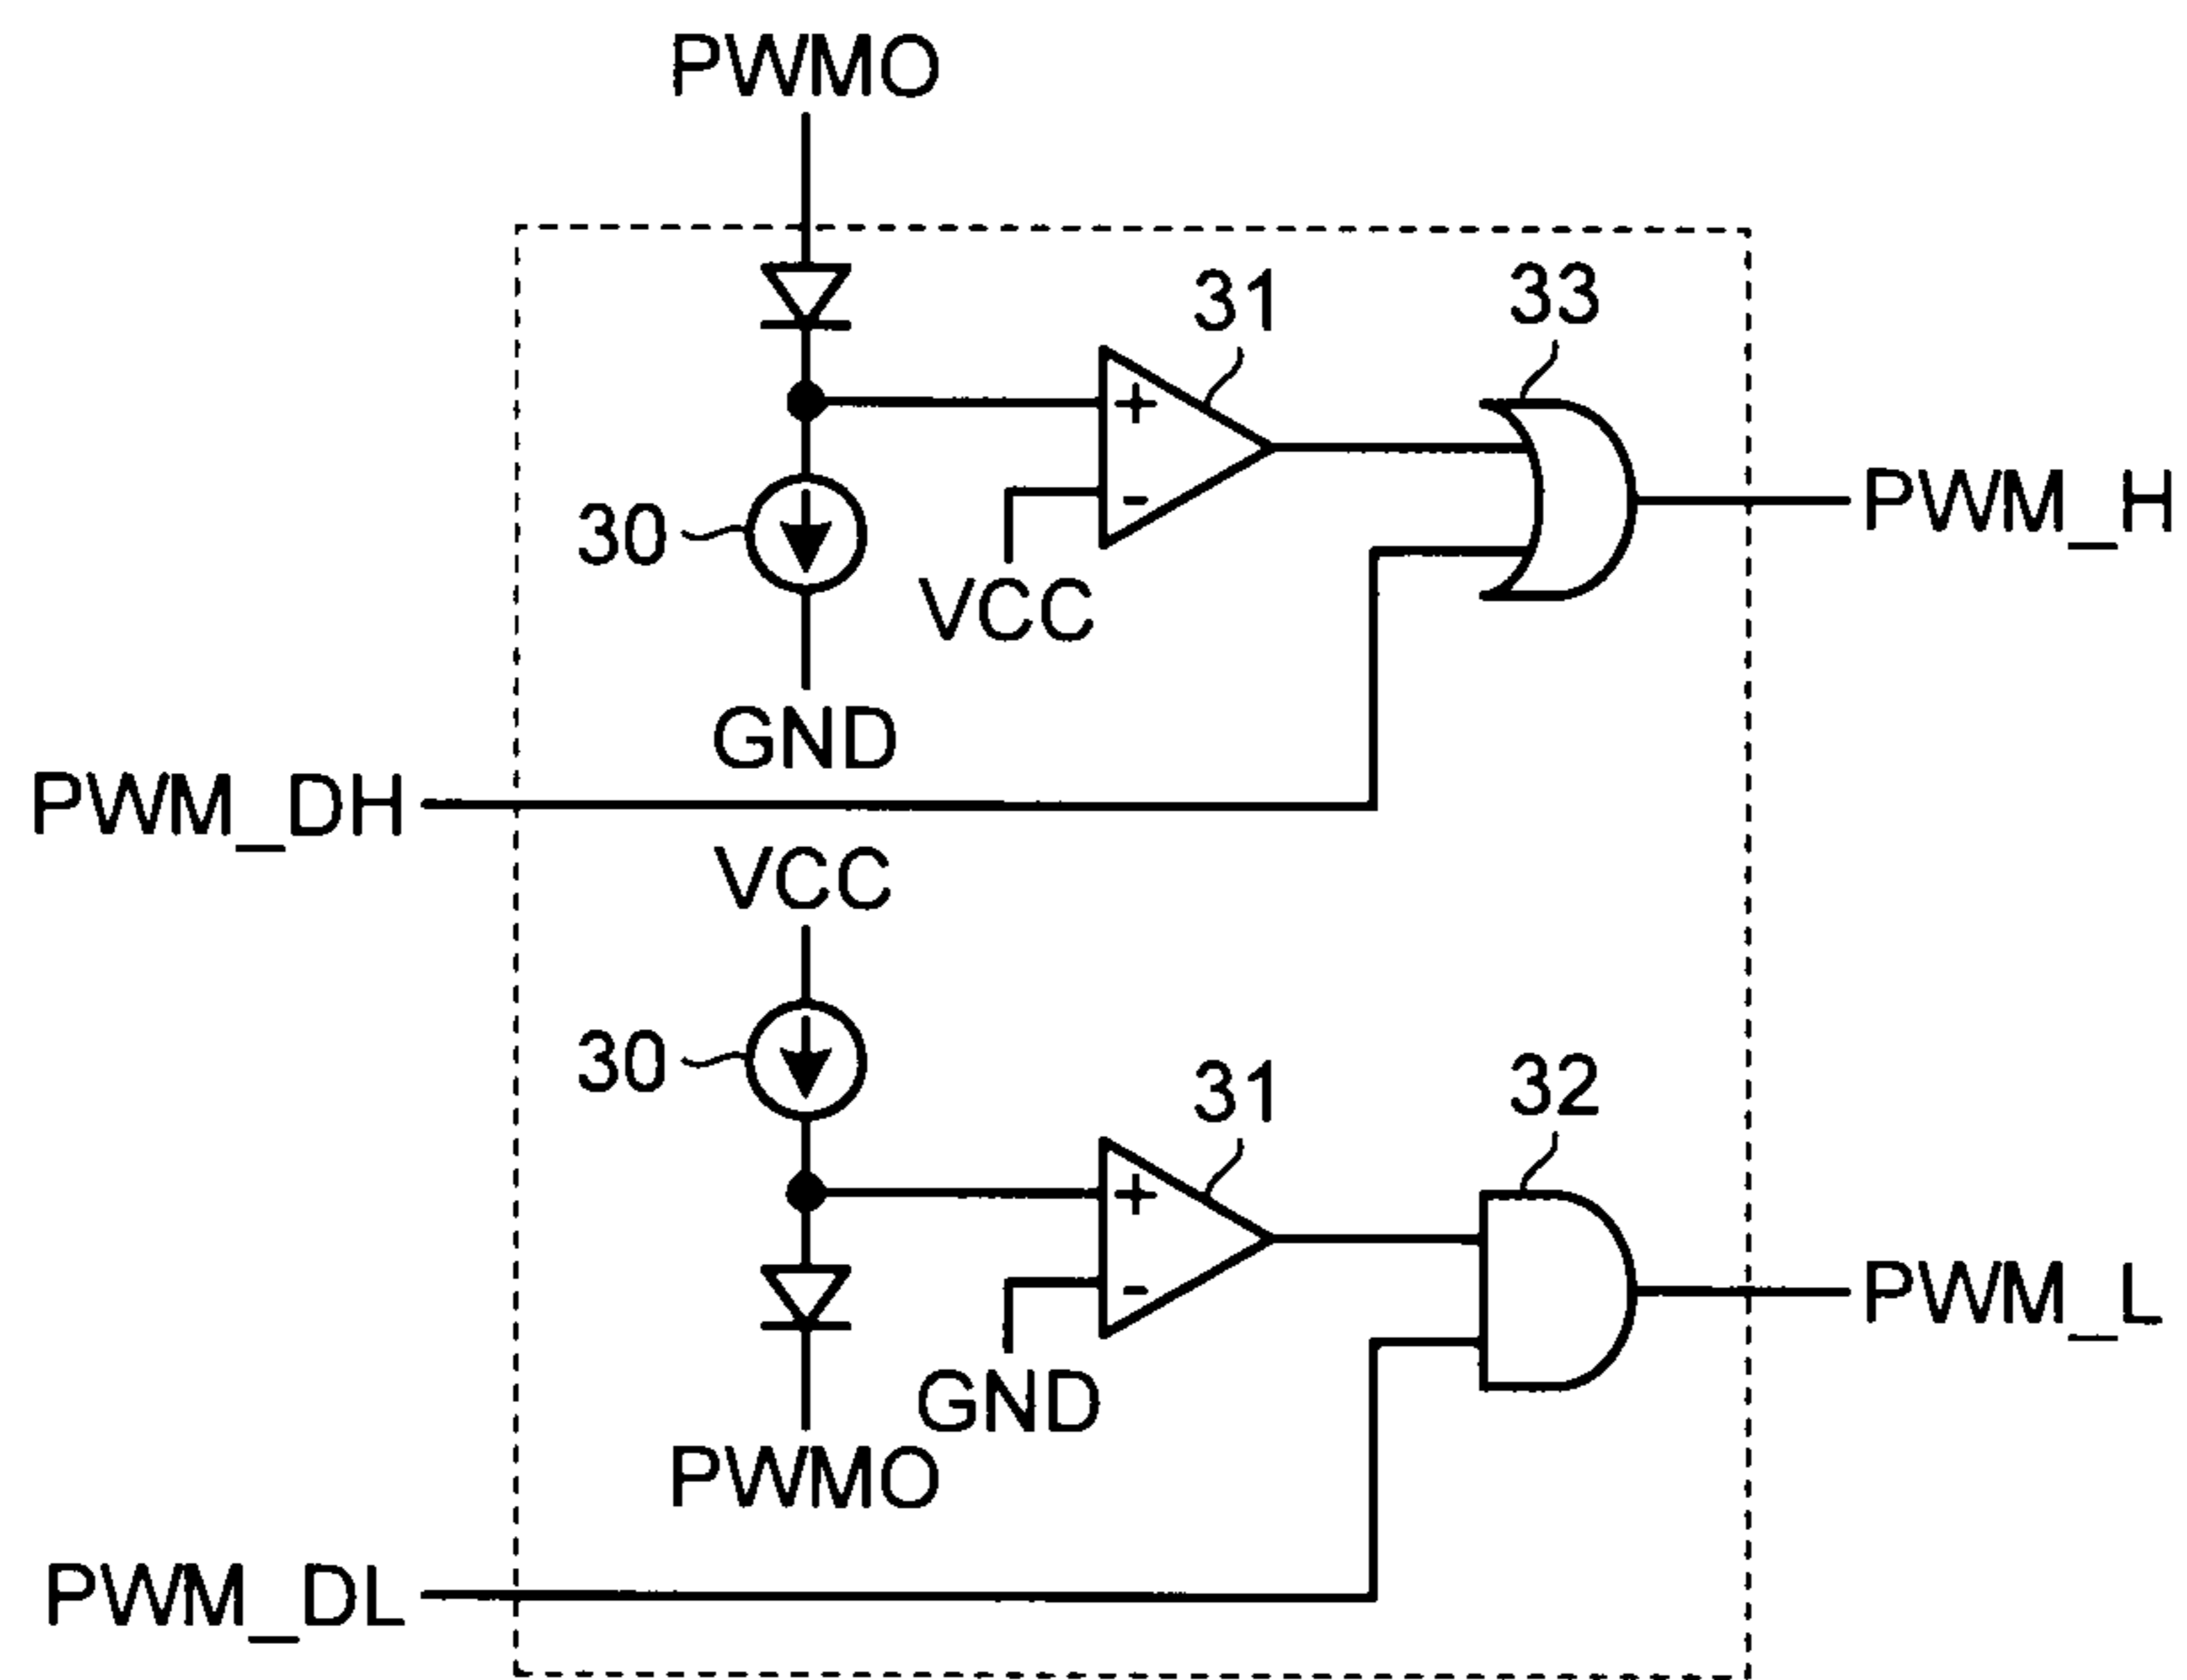 PWMO
31
33
30
PWM_H
VCC
GND
PWM_DH
VCC
30
31
32
PWM_L
GND
PWMO
PWM_DL
+
-
+
-